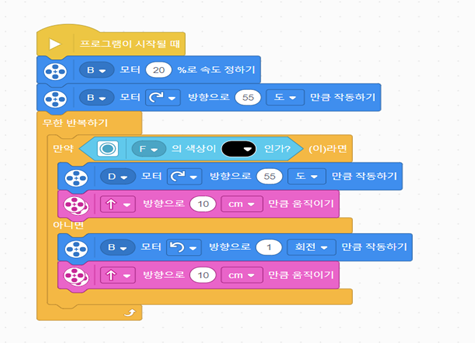 프로그램이 시작될 때
B 모터 20 %로 속도 정하기
B 모터 방향으로 55 도 만큼 작동하기
무한 반복하기
만약 F 의 색상이 인가? (이)라면
D 모터 방향으로 55 도 만큼 작동하기
방향으로 10 cm 만큼 움직이기
아니면
B 모터 방향으로 1 회전 만큼 작동하기
방향으로 10 cm 만큼 움직이기